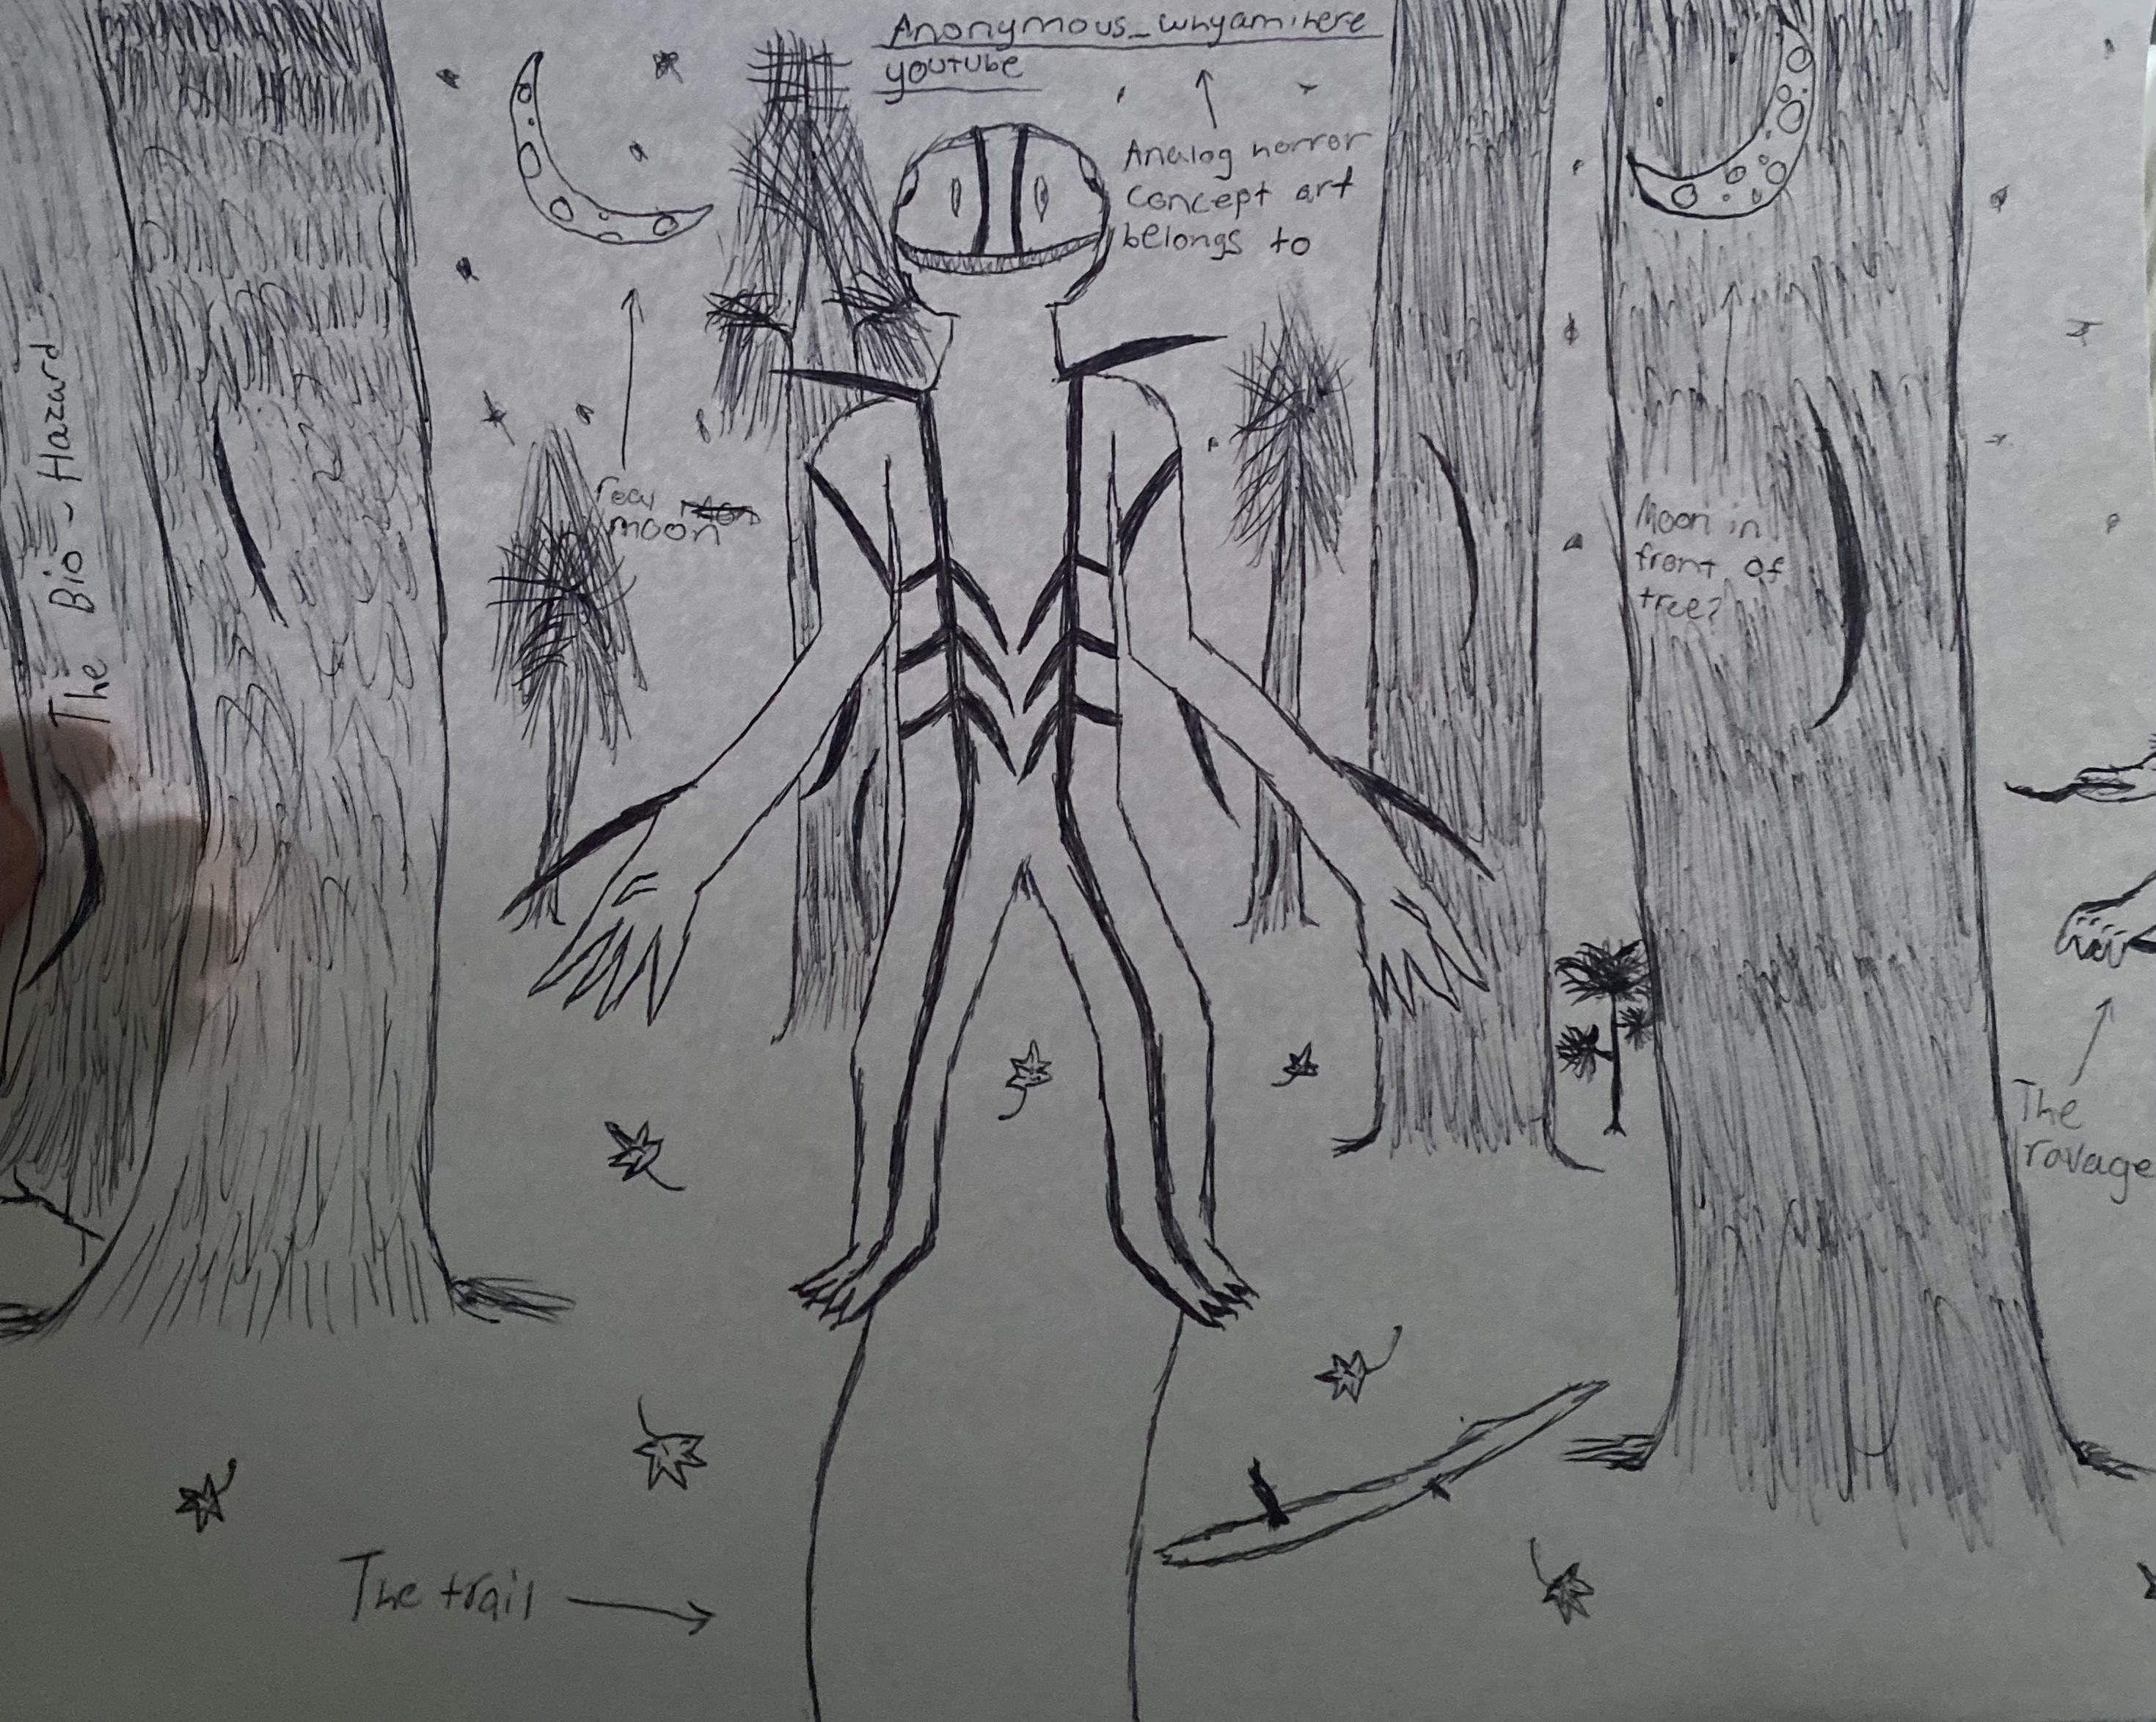 Anonymous_whyamihere
youtube
Analog horror
concept art
belongs to
The Bio-Hazard
real
moon
Moon in
front of
tree?
The
ravage
The trail